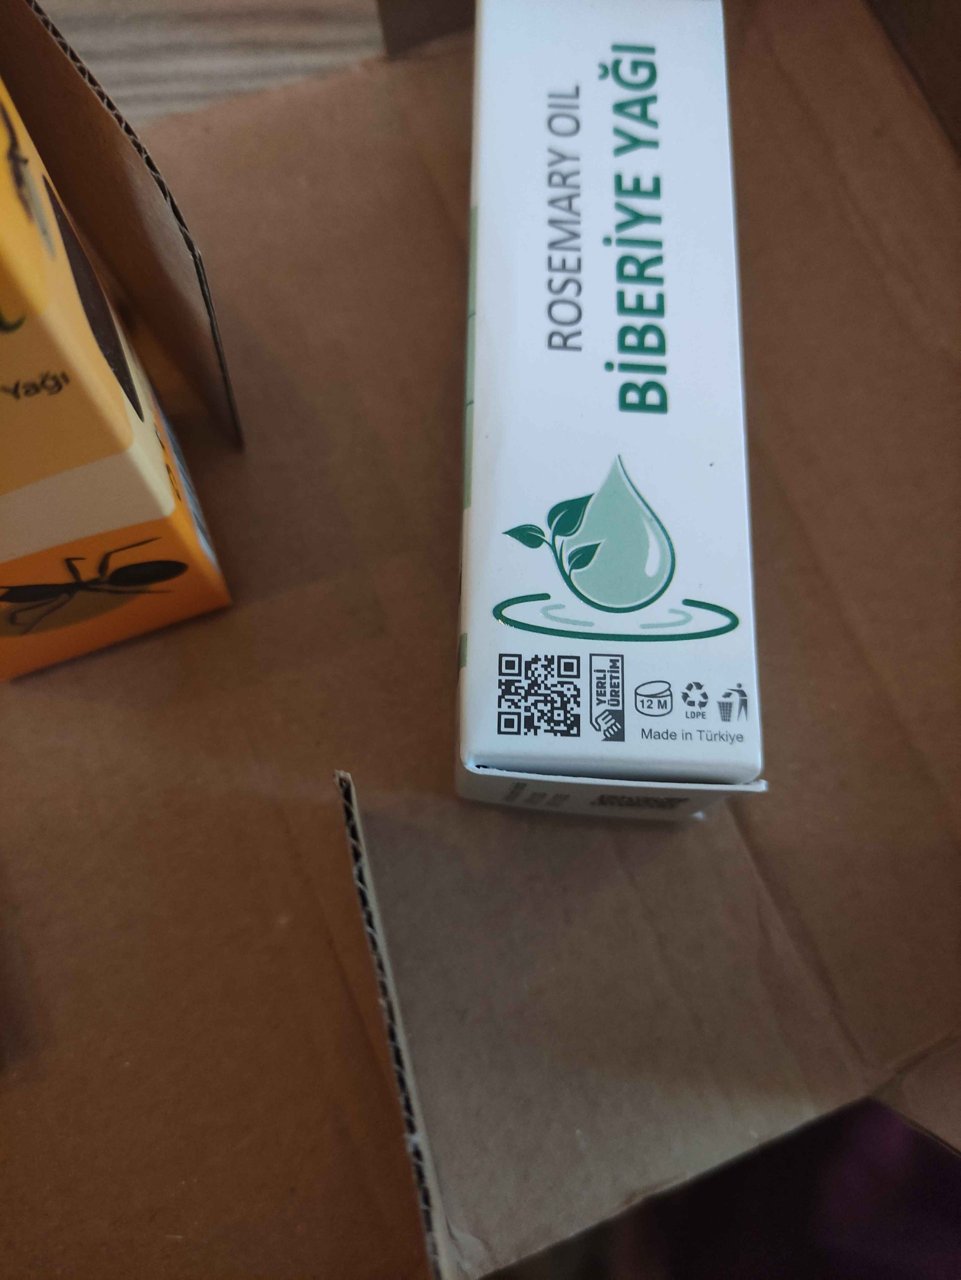 ROSEMARY OIL
BİBERİYE YAĞI
YERLİ
ÜRETİM
12 M
LDPE
Made in Türkiye
Yağı